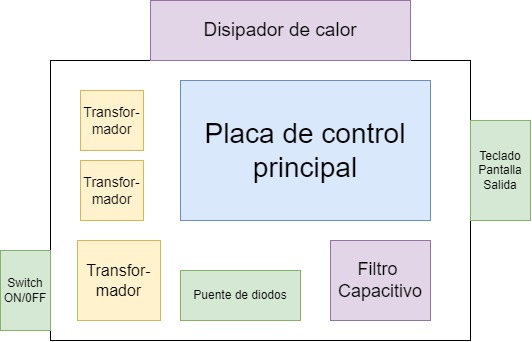 Disipador de calor
Transfor-
mador
Placa de control
principal
Transfor-
mador
Teclado
Pantalla
Salida
Switch
ON/0FF
Transfor-
mador
Puente de diodos
Filtro
Capacitivo